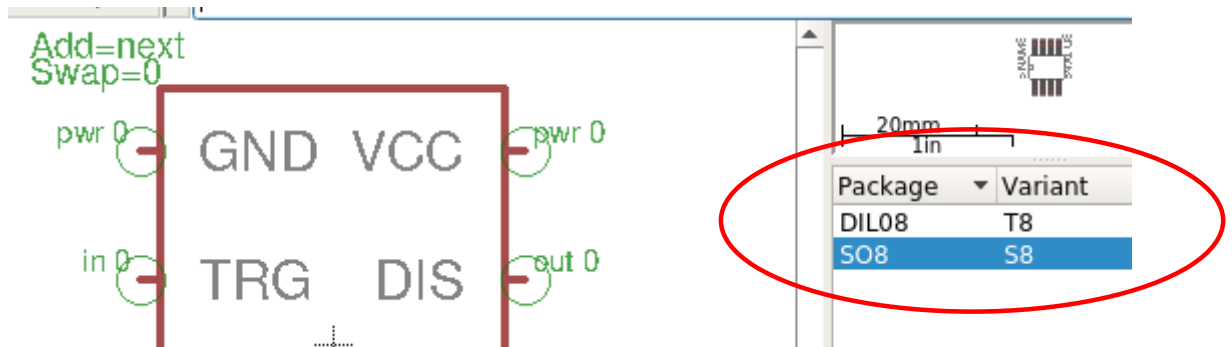 Add=next
Swap=0
pwr 0
GND VCC
pwr 0
in 0
TRG DIS
out 0
>NAME
20mm
1in
Package Variant
DIL08 T8
SO8 S8